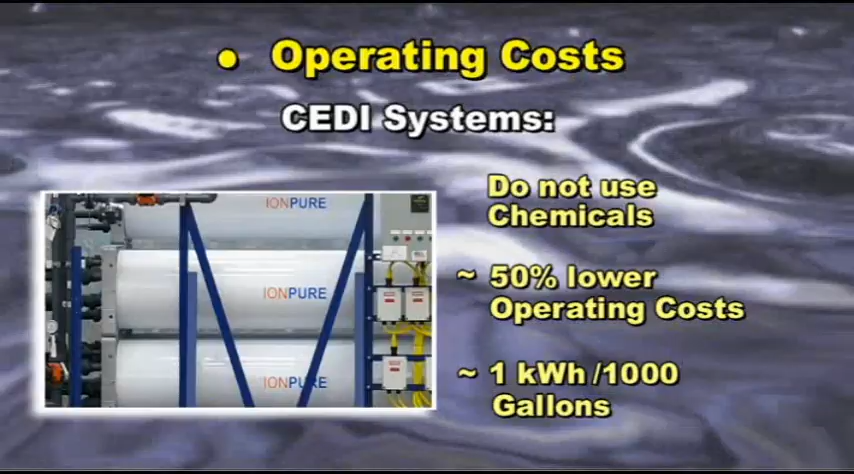 • Operating Costs
CEDI Systems:
Do not use
Chemicals
~ 50% lower
Operating Costs
~ 1 kWh /1000
Gallons
IONPURE
IONPURE
IONPURE